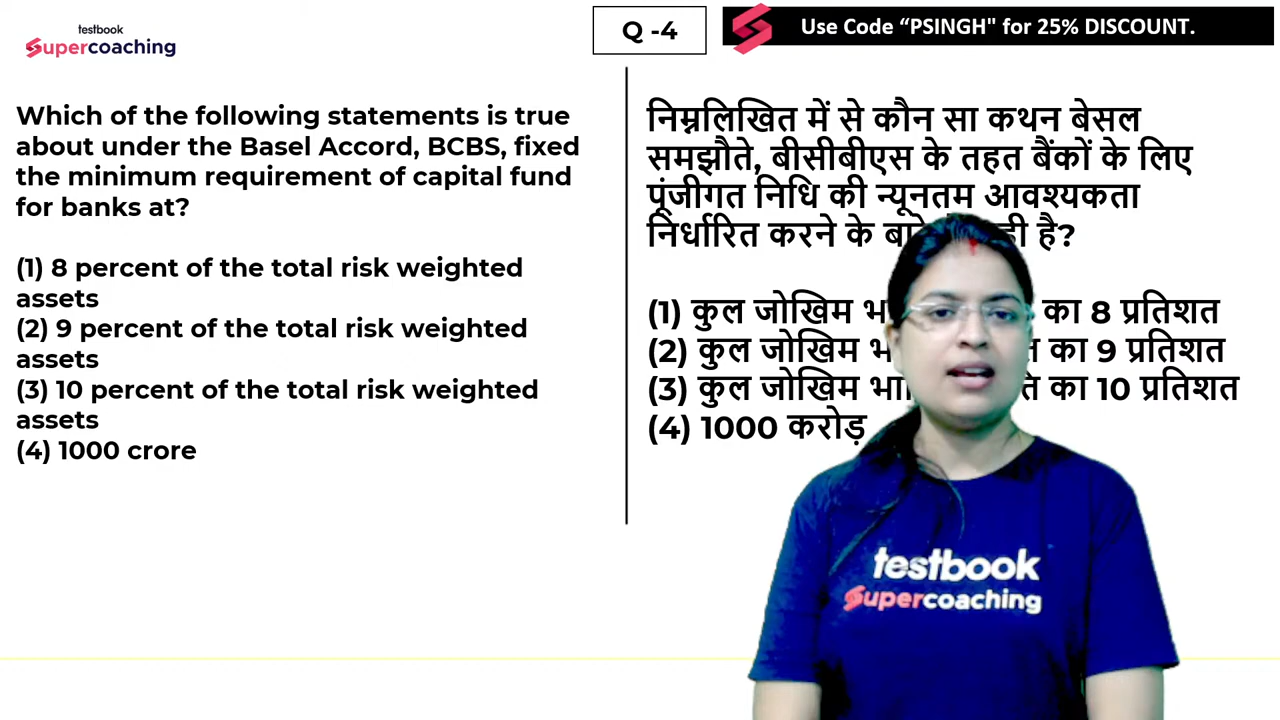 testbook
Supercoaching
Q -4
Use Code “PSINGH" for 25% DISCOUNT.
Which of the following statements is true
about under the Basel Accord, BCBS, fixed
the minimum requirement of capital fund
for banks at?
(1) 8 percent of the total risk weighted
assets
(2) 9 percent of the total risk weighted
assets
(3) 10 percent of the total risk weighted
assets
(4) 1000 crore
निम्नलिखित में से कौन सा कथन बेसल
समझौते, बीसीबीएस के तहत बैंकों के लिए
पूंजीगत निधि की न्यूनतम आवश्यकता
निर्धारित करने के है?
(1) कुल जोखिम का 8 प्रतिशत
(2) कुल जोखिम का 9 प्रतिशत
(3) कुल जोखिम का 10 प्रतिशत
(4) 1000 करोड़
testbook
Supercoaching